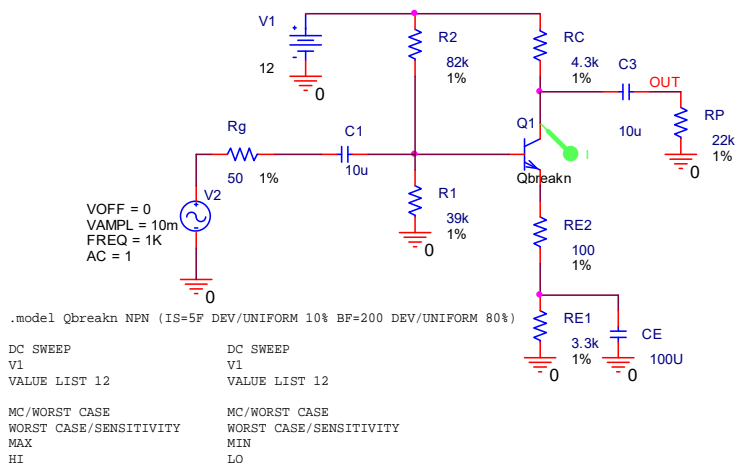 V1
12
0
R2
82k
1%
RC
4.3k
1%
C3
10u
OUT
RP
22k
1%
0
Q1
I
Qbreakn
Rg
50 1%
C1
10u
V2
VOFF = 0
VAMPL = 10m
FREQ = 1K
AC = 1
0
R1
39k
1%
0
RE2
100
1%
RE1
3.3k
1%
0
CE
100U
0
.model Qbreakn NPN (IS=5F DEV/UNIFORM 10% BF=200 DEV/UNIFORM 80%)
DC SWEEP
V1
VALUE LIST 12
MC/WORST CASE
WORST CASE/SENSITIVITY
MAX
HI
DC SWEEP
V1
VALUE LIST 12
MC/WORST CASE
WORST CASE/SENSITIVITY
MIN
LO